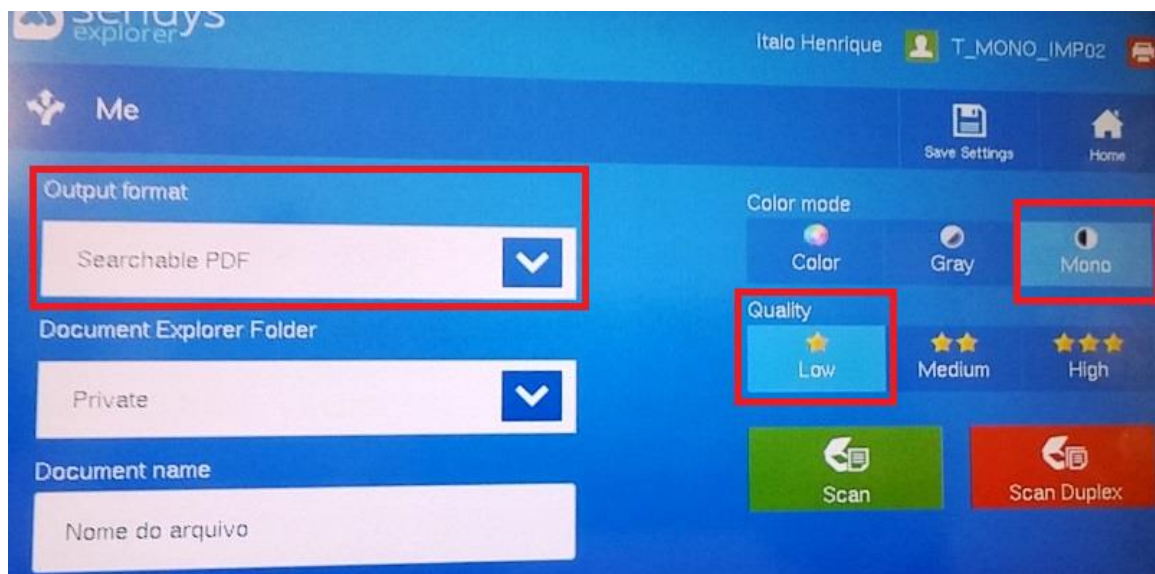 sendys
explorer
Italo Henrique
T_MONO_IMP02
Me
Save Settings
Home
Output format
Searchable PDF
Document Explorer Folder
Private
Document name
Nome do arquivo
Color mode
Color
Gray
Mono
Quality
Low
Medium
High
Scan
Scan Duplex